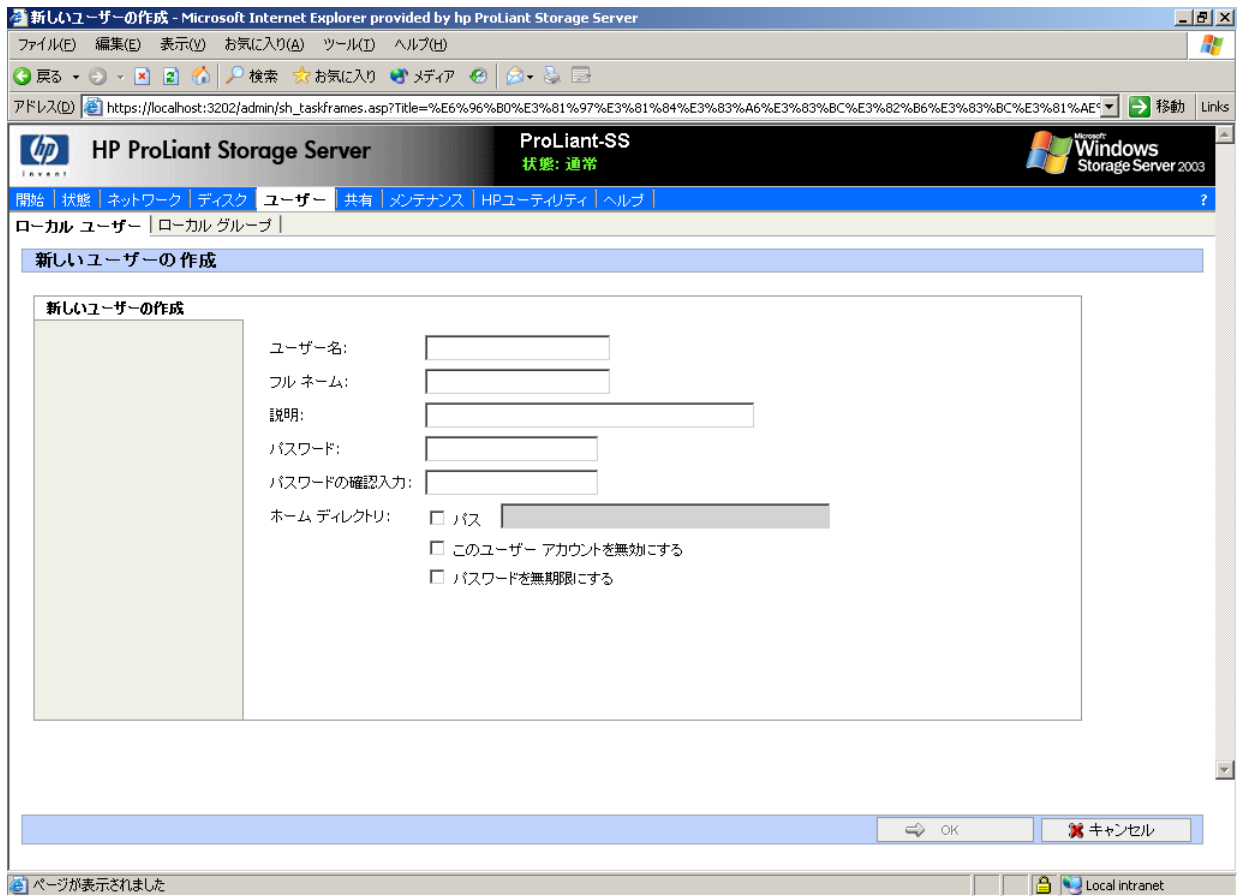 新しいユーザーの作成 - Microsoft Internet Explorer provided by hp ProLiant Storage Server
ファイル(F) 編集(E) 表示(V) お気に入り(A) ツール(T) ヘルプ(H)
戻る 検索 お気に入り メディア
アドレス(D) https://localhost:3202/admin/sh_taskframes.asp?Title=%E6%96%B0%E3%81%97%E3%81%84%E3%83%A6%E3%83%BC%E3%82%B6%E3%83%BC%E3%81%AE% 移動 Links
hp invent HP ProLiant Storage Server
ProLiant-SS
状態: 通常
Microsoft Windows Storage Server 2003
開始 | 状態 | ネットワーク | ディスク | ユーザー | 共有 | メンテナンス | HPユーティリティ | ヘルプ | ?
ローカル ユーザー | ローカル グループ |
新しいユーザーの作成
新しいユーザーの作成
ユーザー名:
フル ネーム:
説明:
パスワード:
パスワードの確認入力:
ホーム ディレクトリ: パス
このユーザー アカウントを無効にする
パスワードを無期限にする
OK キャンセル
ページが表示されました Local intranet